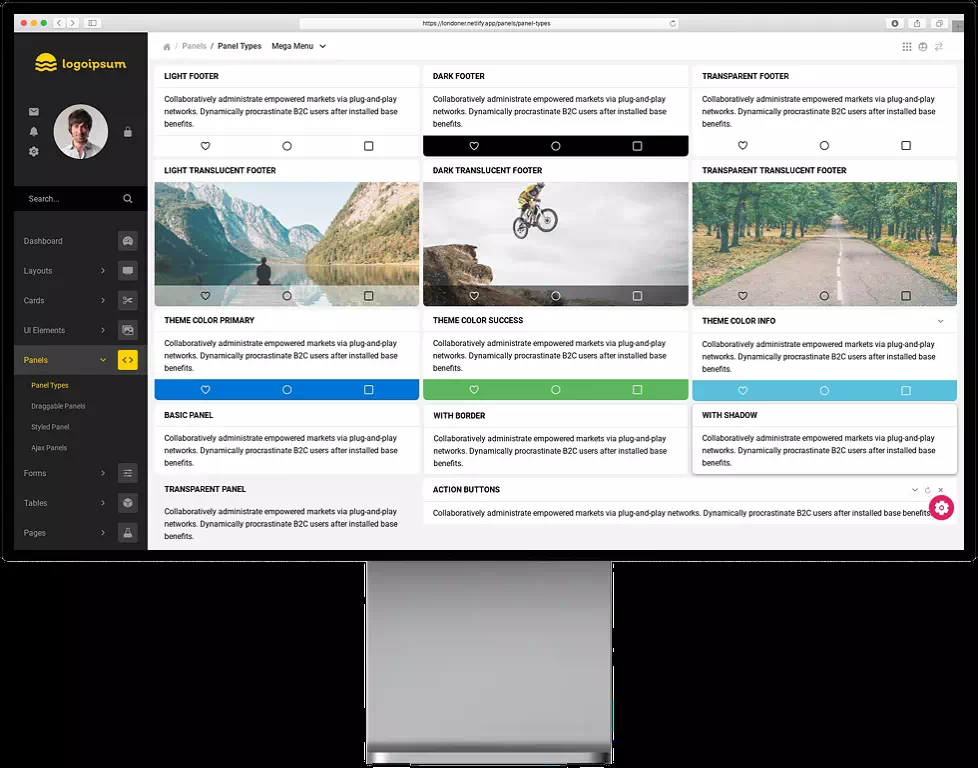 https://londoner.netlify.app/panels/panel-types
logoipsum
Search...
Dashboard
Layouts
Cards
UI Elements
Panels
Panel Types
Draggable Panels
Styled Panel
Ajax Panels
Forms
Tables
Pages
/ Panels / Panel Types Mega Menu
LIGHT FOOTER
Collaboratively administrate empowered markets via plug-and-play
networks. Dynamically procrastinate B2C users after installed base
benefits.
DARK FOOTER
Collaboratively administrate empowered markets via plug-and-play
networks. Dynamically procrastinate B2C users after installed base
benefits.
TRANSPARENT FOOTER
Collaboratively administrate empowered markets via plug-and-play
networks. Dynamically procrastinate B2C users after installed base
benefits.
LIGHT TRANSLUCENT FOOTER
DARK TRANSLUCENT FOOTER
TRANSPARENT TRANSLUCENT FOOTER
THEME COLOR PRIMARY
Collaboratively administrate empowered markets via plug-and-play
networks. Dynamically procrastinate B2C users after installed base
benefits.
THEME COLOR SUCCESS
Collaboratively administrate empowered markets via plug-and-play
networks. Dynamically procrastinate B2C users after installed base
benefits.
THEME COLOR INFO
Collaboratively administrate empowered markets via plug-and-play
networks. Dynamically procrastinate B2C users after installed base
benefits.
BASIC PANEL
Collaboratively administrate empowered markets via plug-and-play
networks. Dynamically procrastinate B2C users after installed base
benefits.
WITH BORDER
Collaboratively administrate empowered markets via plug-and-play
networks. Dynamically procrastinate B2C users after installed base
benefits.
WITH SHADOW
Collaboratively administrate empowered markets via plug-and-play
networks. Dynamically procrastinate B2C users after installed base
benefits.
TRANSPARENT PANEL
Collaboratively administrate empowered markets via plug-and-play
networks. Dynamically procrastinate B2C users after installed base
benefits.
ACTION BUTTONS
Collaboratively administrate empowered markets via plug-and-play networks. Dynamically procrastinate B2C users after installed base benefits.